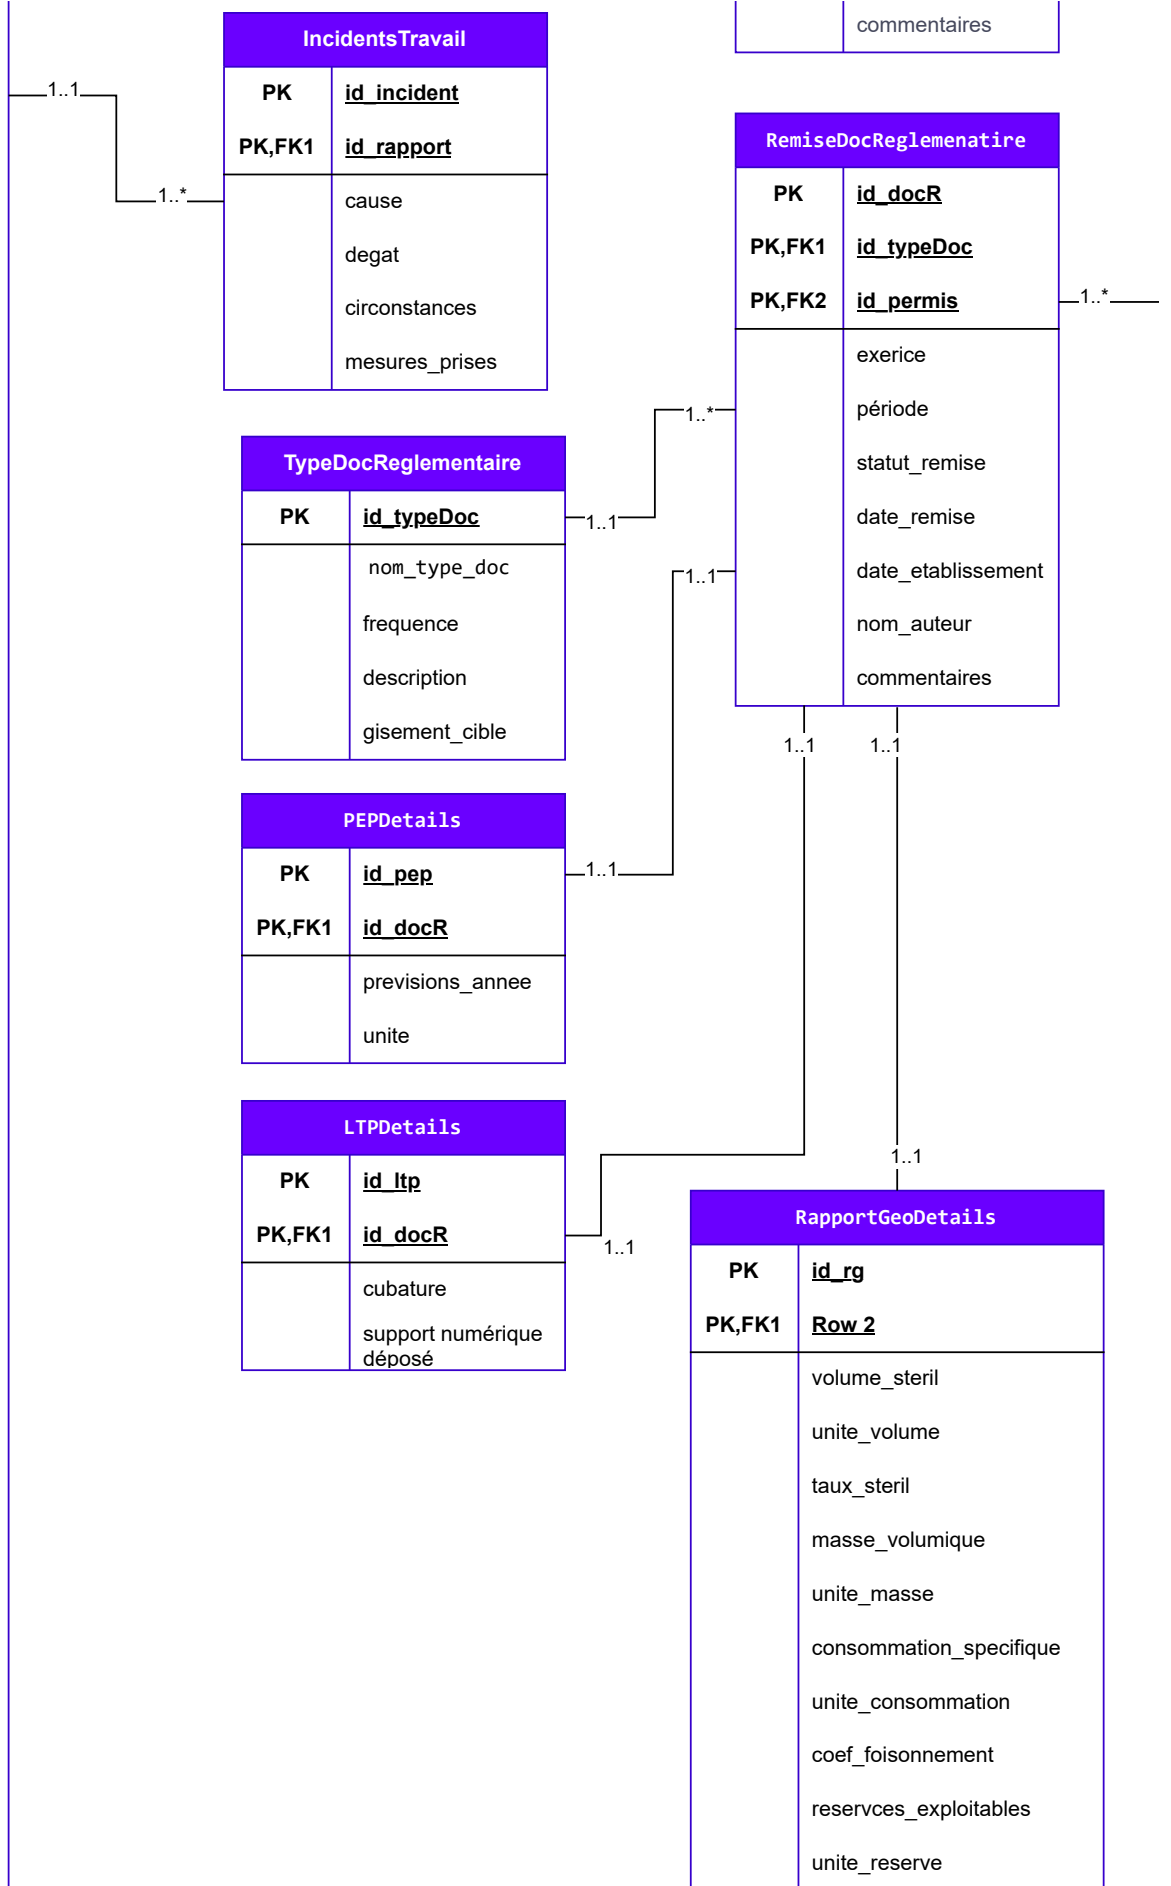 IncidentsTravail
PK id_incident
PK,FK1 id_rapport
cause
degat
circonstances
mesures_prises
1..1
1..*
commentaires
RemiseDocReglemenatire
PK id_docR
PK,FK1 id_typeDoc
PK,FK2 id_permis
exerice
période
statut_remise
date_remise
date_etablissement
nom_auteur
commentaires
1..*
1..*
1..1
1..1
1..1
TypeDocReglementaire
PK id_typeDoc
nom_type_doc
frequence
description
gisement_cible
1..1
PEPDetails
PK id_pep
PK,FK1 id_docR
previsions_annee
unite
1..1
LTPDetails
PK id_ltp
PK,FK1 id_docR
cubature
support numérique
déposé
1..1
1..1
RapportGeoDetails
PK id_rg
PK,FK1 Row 2
volume_steril
unite_volume
taux_steril
masse_volumique
unite_masse
consommation_specifique
unite_consommation
coef_foisonnement
reservces_exploitables
unite_reserve